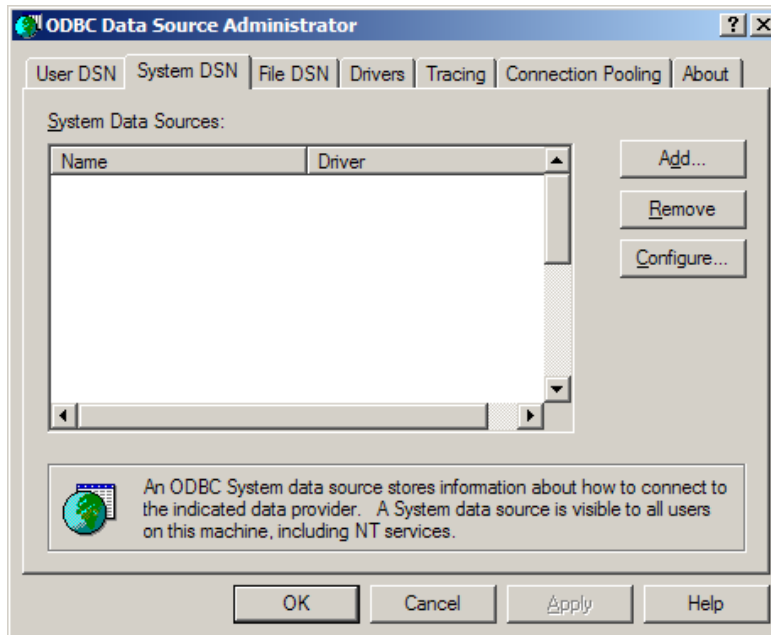 ODBC Data Source Administrator
User DSN System DSN File DSN Drivers Tracing Connection Pooling About
System Data Sources:
Name Driver
Add...
Remove
Configure...
An ODBC System data source stores information about how to connect to
the indicated data provider. A System data source is visible to all users
on this machine, including NT services.
OK Cancel Apply Help